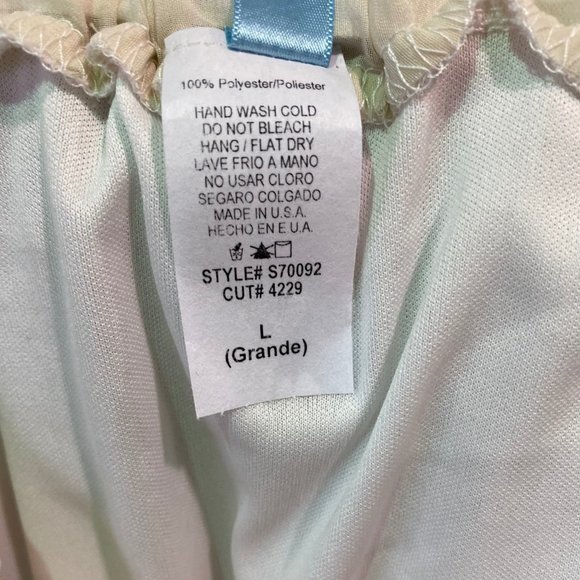 100% Polyester/Poliester
HAND WASH COLD
DO NOT BLEACH
HANG / FLAT DRY
LAVE FRIO A MANO
NO USAR CLORO
SEGARO COLGADO
MADE IN U.S.A.
HECHO EN E.U.A.
STYLE# S70092
CUT# 4229
L
(Grande)